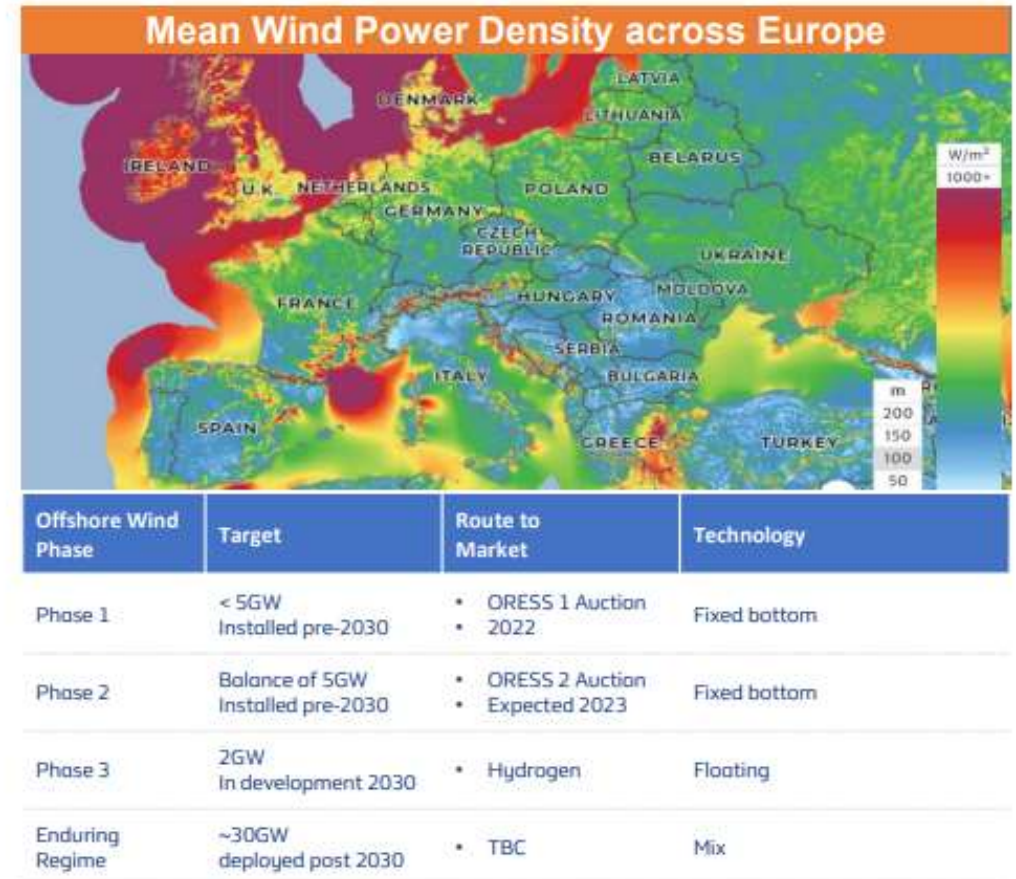 Mean Wind Power Density across Europe
LATVIA
DENMARK
LITHUANIA
IRELAND
BELARUS
W/m²
1000+
U.K.
NETHERLANDS
POLAND
GERMANY
CZECH
REPUBLIC
UKRAINE
FRANCE
HUNGARY
MOLDOVA
ROMANIA
SERBIA
ITALY
BULGARIA
m
200
SPAIN
GREECE
TURKEY
150
100
50
Offshore Wind Phase
Target
Route to Market
Technology
Phase 1
< 5GW
Installed pre-2030
• ORESS 1 Auction
• 2022
Fixed bottom
Phase 2
Balance of 5GW
Installed pre-2030
• ORESS 2 Auction
• Expected 2023
Fixed bottom
Phase 3
2GW
In development 2030
• Hydrogen
Floating
Enduring
Regime
~30GW
deployed post 2030
• TBC
Mix